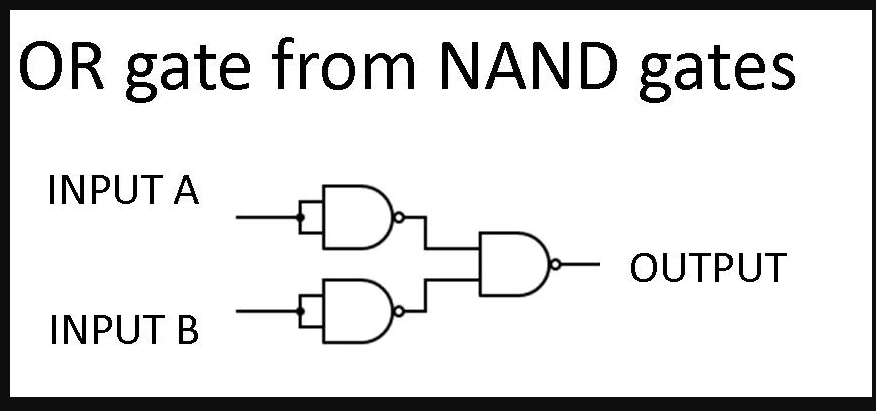 OR gate from NAND gates
INPUT A
OUTPUT
INPUT B